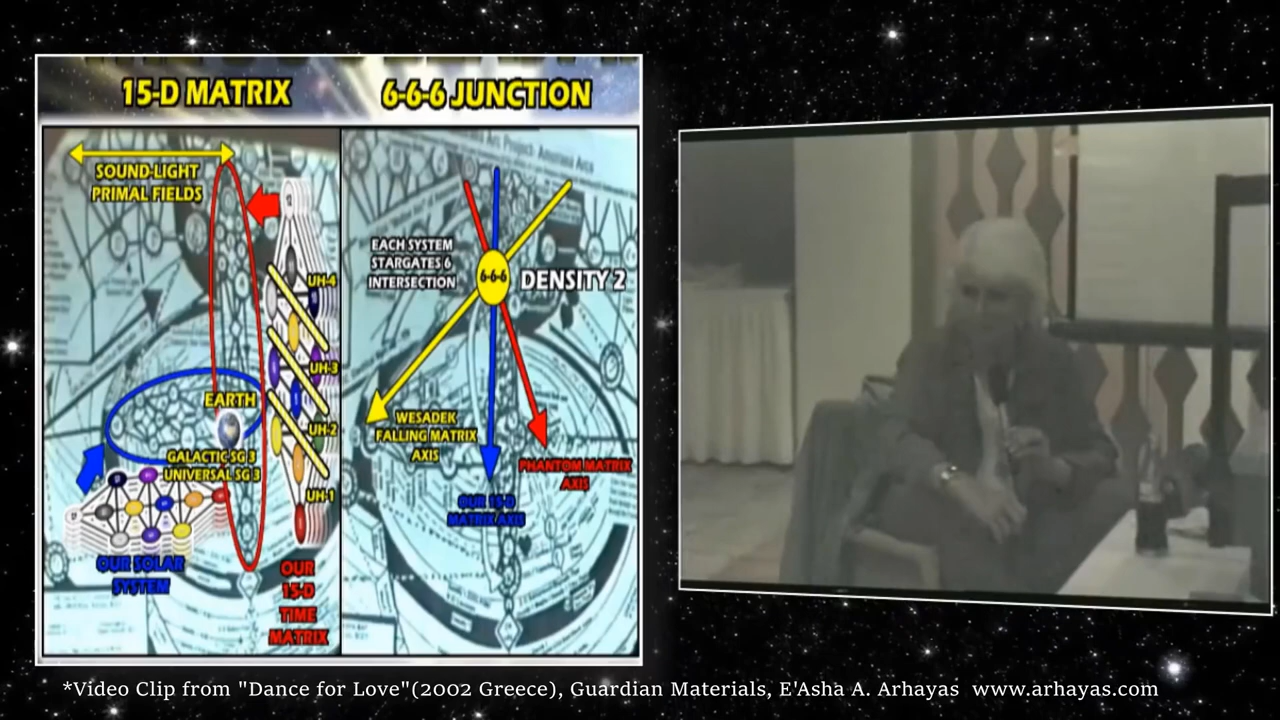 15-D MATRIX
6-6-6 JUNCTION
SOUND-LIGHT
PRIMAL FIELDS
UH-4
UH-3
EARTH
UH-2
GALACTIC SG 3
UNIVERSAL SG 3
UH-1
OUR SOLAR
SYSTEM
OUR
15-D
TIME
MATRIX
EACH SYSTEM
STARGATES 6
INTERSECTION
6-6-6
DENSITY 2
WESADEK
FALLING MATRIX
AXIS
PHANTOM MATRIX
AXIS
OUR 15-D
MATRIX AXIS
*Video Clip from "Dance for Love"(2002 Greece), Guardian Materials, E'Asha A. Arhayas www.arhayas.com